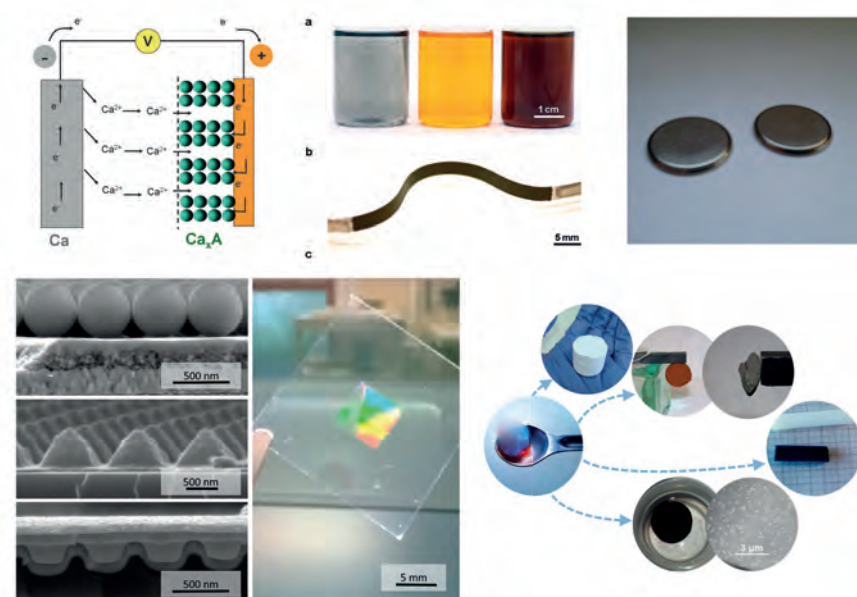 e⁻
e⁻
V
-
+
e⁻
e⁻
Ca²⁺
Ca²⁺
e⁻
e⁻
Ca²⁺
Ca²⁺
e⁻
Ca²⁺
Ca²⁺
e⁻
e⁻
Ca
CaₓA
a
1 cm
b
5 mm
c
500 nm
500 nm
500 nm
5 mm
3 µm